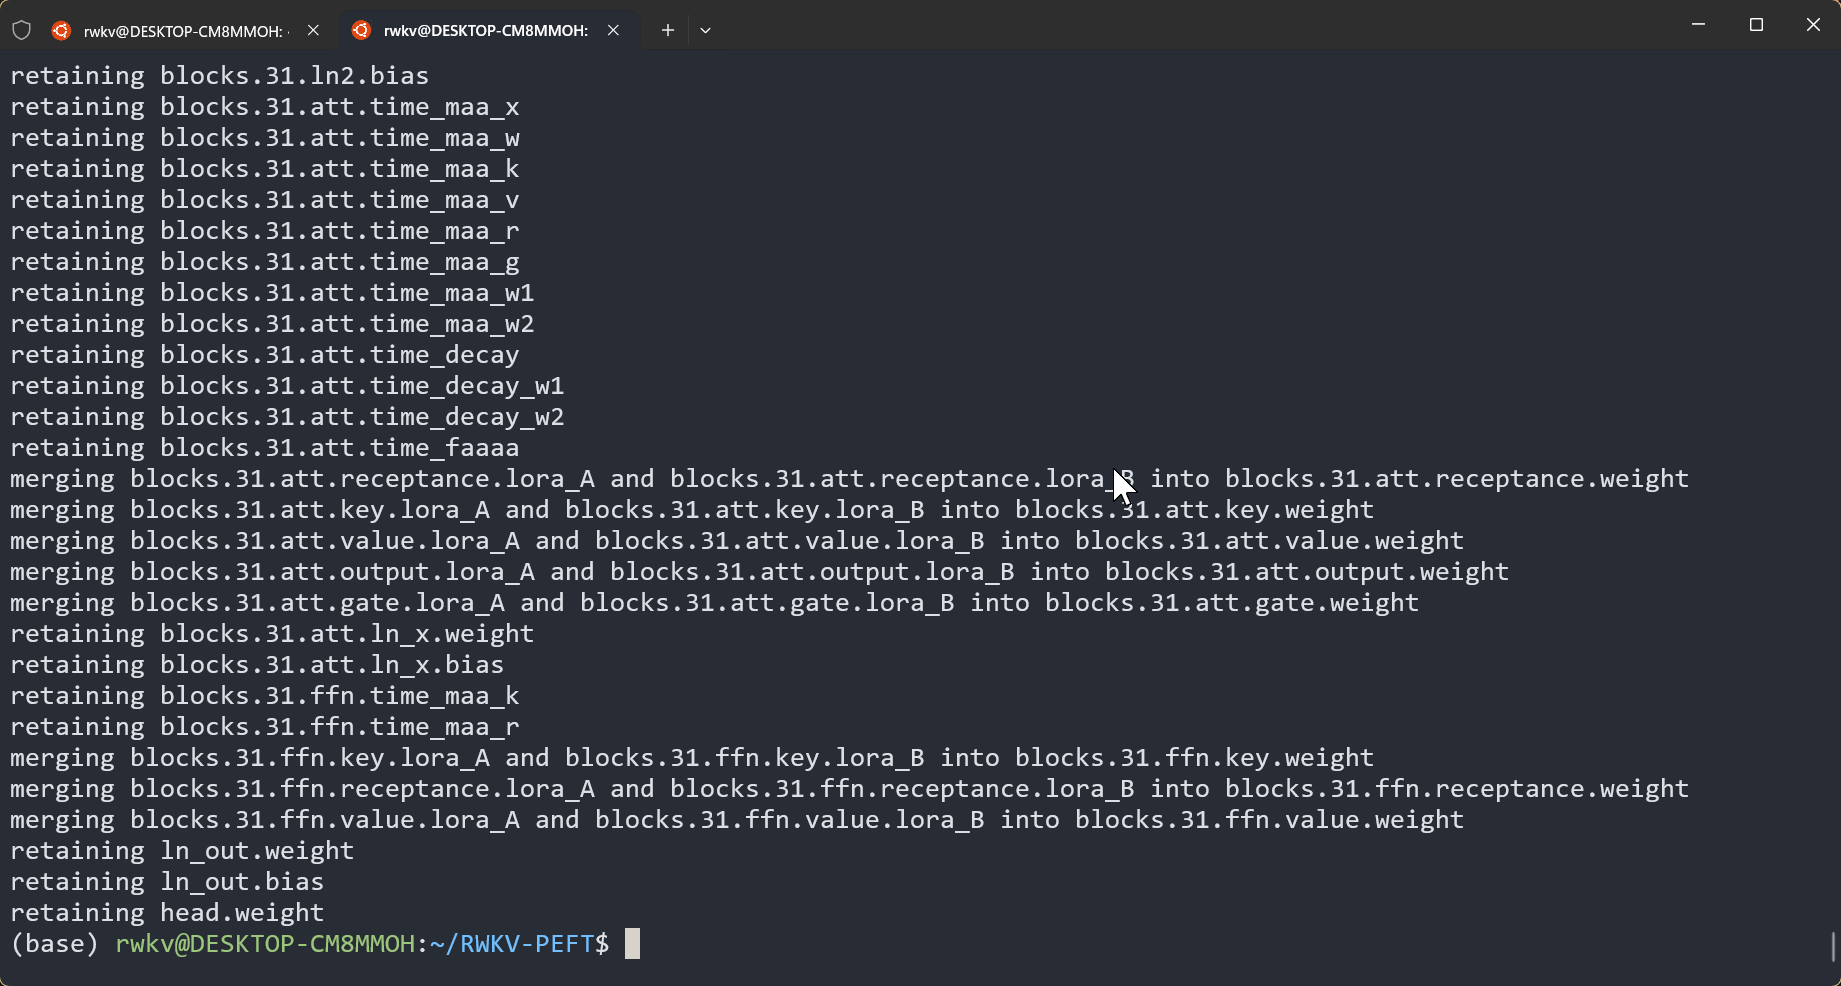 rwkv@DESKTOP-CM8MMOH: ·
rwkv@DESKTOP-CM8MMOH:
retaining blocks.31.ln2.bias
retaining blocks.31.att.time_maa_x
retaining blocks.31.att.time_maa_w
retaining blocks.31.att.time_maa_k
retaining blocks.31.att.time_maa_v
retaining blocks.31.att.time_maa_r
retaining blocks.31.att.time_maa_g
retaining blocks.31.att.time_maa_w1
retaining blocks.31.att.time_maa_w2
retaining blocks.31.att.time_decay
retaining blocks.31.att.time_decay_w1
retaining blocks.31.att.time_decay_w2
retaining blocks.31.att.time_faaaa
merging blocks.31.att.receptance.lora_A and blocks.31.att.receptance.lora_B into blocks.31.att.receptance.weight
merging blocks.31.att.key.lora_A and blocks.31.att.key.lora_B into blocks.31.att.key.weight
merging blocks.31.att.value.lora_A and blocks.31.att.value.lora_B into blocks.31.att.value.weight
merging blocks.31.att.output.lora_A and blocks.31.att.output.lora_B into blocks.31.att.output.weight
merging blocks.31.att.gate.lora_A and blocks.31.att.gate.lora_B into blocks.31.att.gate.weight
retaining blocks.31.att.ln_x.weight
retaining blocks.31.att.ln_x.bias
retaining blocks.31.ffn.time_maa_k
retaining blocks.31.ffn.time_maa_r
merging blocks.31.ffn.key.lora_A and blocks.31.ffn.key.lora_B into blocks.31.ffn.key.weight
merging blocks.31.ffn.receptance.lora_A and blocks.31.ffn.receptance.lora_B into blocks.31.ffn.receptance.weight
merging blocks.31.ffn.value.lora_A and blocks.31.ffn.value.lora_B into blocks.31.ffn.value.weight
retaining ln_out.weight
retaining ln_out.bias
retaining head.weight
(base) rwkv@DESKTOP-CM8MMOH:~/RWKV-PEFT$